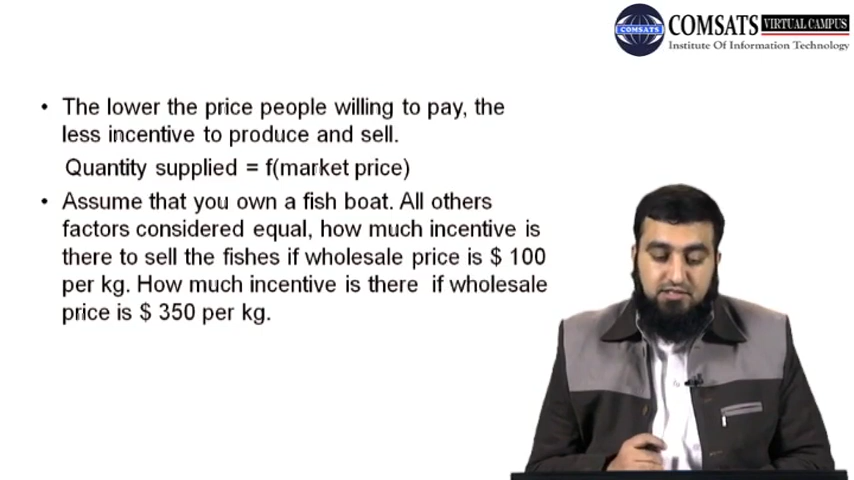 COMSATS VIRTUAL CAMPUS
COMSATS
Institute Of Information Technology
• The lower the price people willing to pay, the
less incentive to produce and sell.
Quantity supplied = f(market price)
• Assume that you own a fish boat. All others
factors considered equal, how much incentive is
there to sell the fishes if wholesale price is $ 100
per kg. How much incentive is there if wholesale
price is $ 350 per kg.